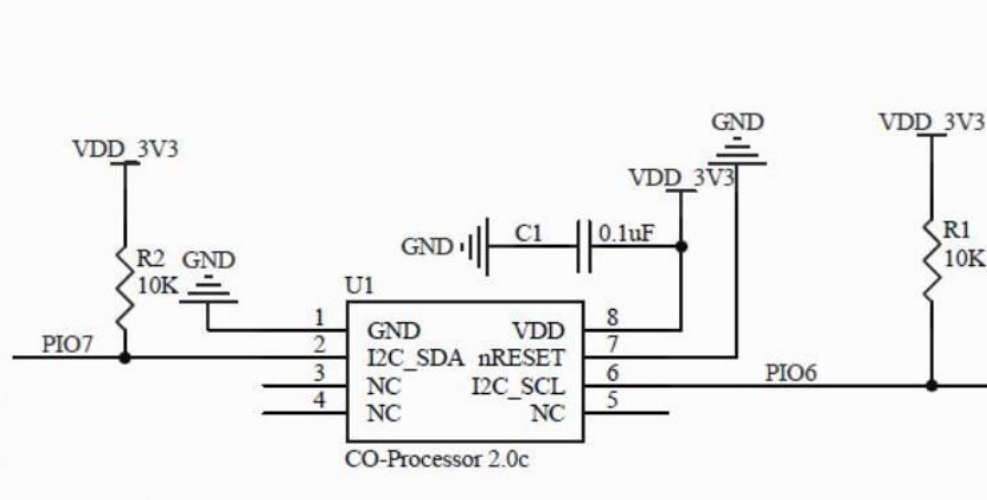 GND
VDD_3V3
VDD_3V3
VDD_3V3
R1
10K
GND
C1
0.1uF
R2
10K
GND
U1
1
GND
VDD
8
PIO7
2
I2C_SDA
nRESET
7
3
NC
I2C_SCL
6
PIO6
4
NC
NC
5
CO-Processor 2.0c